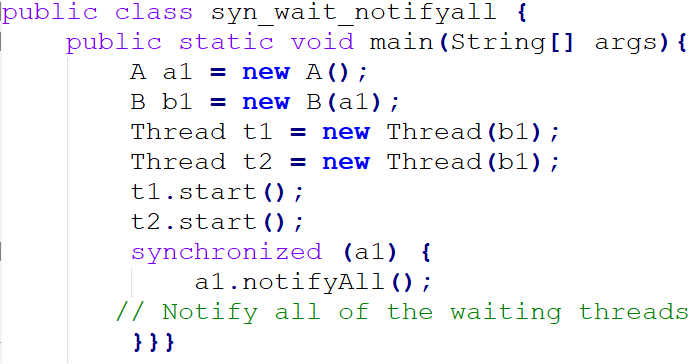 public class syn_wait_notifyall {
public static void main(String[] args){
A a1 = new A();
B b1 = new B(a1);
Thread t1 = new Thread(b1);
Thread t2 = new Thread(b1);
t1.start();
t2.start();
synchronized (a1) {
a1.notifyAll();
// Notify all of the waiting threads
}}}